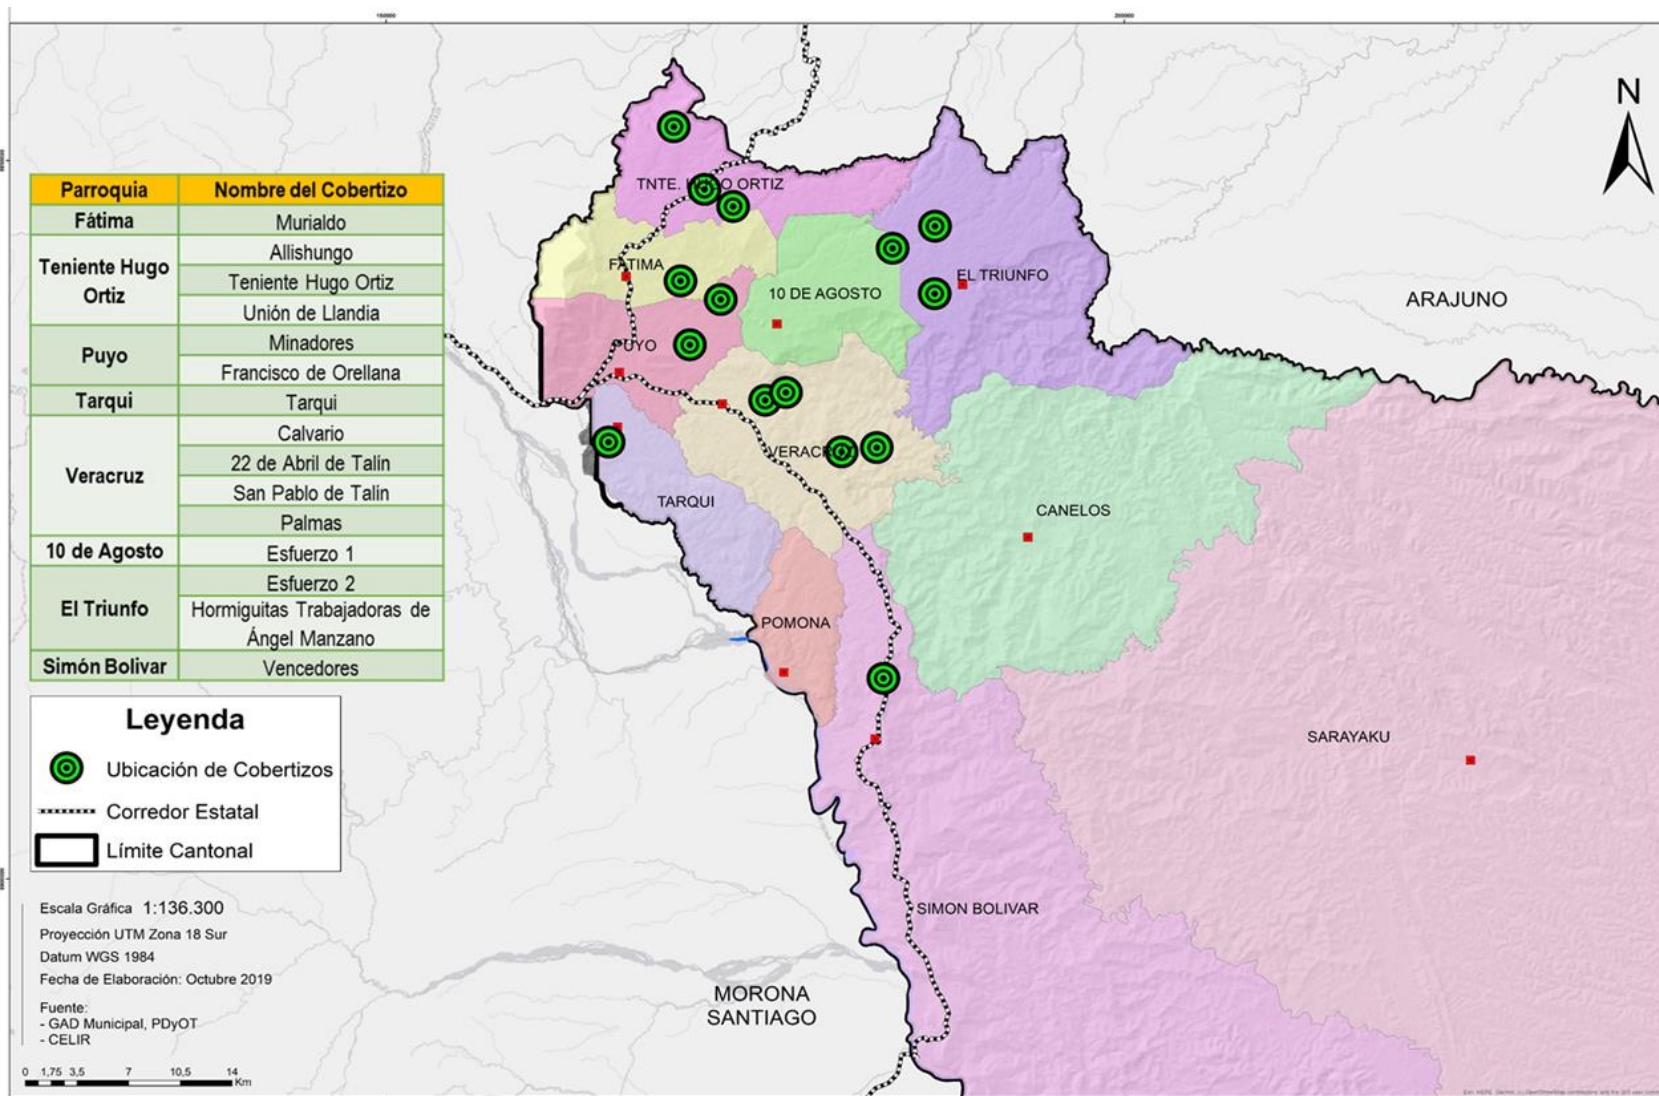 150000
200000
N
TNTE. HUGO ORTIZ
FATIMA
10 DE AGOSTO
EL TRIUNFO
ARAJUNO
PUYO
VERACRUZ
TARQUI
CANELOS
POMONA
SARAYAKU
SIMON BOLIVAR
MORONA
SANTIAGO
Parroquia Nombre del Cobertizo
Fátima Murialdo
Teniente Hugo
Ortiz
Allishungo
Teniente Hugo Ortiz
Unión de Llandia
Puyo
Minadores
Francisco de Orellana
Tarqui Tarqui
Veracruz
Calvario
22 de Abril de Talín
San Pablo de Talín
Palmas
10 de Agosto Esfuerzo 1
El Triunfo
Esfuerzo 2
Hormiguitas Trabajadoras de
Ángel Manzano
Simón Bolivar Vencedores
Leyenda
Ubicación de Cobertizos
Corredor Estatal
Límite Cantonal
Escala Gráfica 1:136.300
Proyección UTM Zona 18 Sur
Datum WGS 1984
Fecha de Elaboración: Octubre 2019
Fuente:
- GAD Municipal, PDyOT
- CELIR
0 1,75 3,5 7 10,5 14
Km